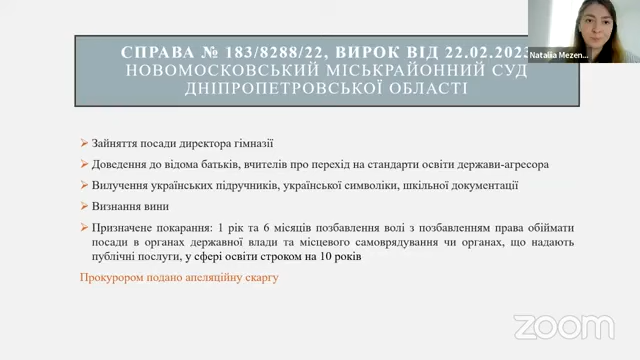 СПРАВА № 183/8288/22, ВИРОК ВІД 22.02.2023
НОВОМОСКОВСЬКИЙ МІСЬКРАЙОННИЙ СУД
ДНІПРОПЕТРОВСЬКОЇ ОБЛАСТІ
Nataliia Mezen...
Зайняття посади директора гімназії
Доведення до відома батьків, вчителів про перехід на стандарти освіти держави-агресора
Вилучення українських підручників, української символіки, шкільної документації
Визнання вини
Призначене покарання: 1 рік та 6 місяців позбавлення волі з позбавленням права обіймати
посади в органах державної влади та місцевого самоврядування чи органах, що надають
публічні послуги, у сфері освіти строком на 10 років
Прокурором подано апеляційну скаргу
zoom